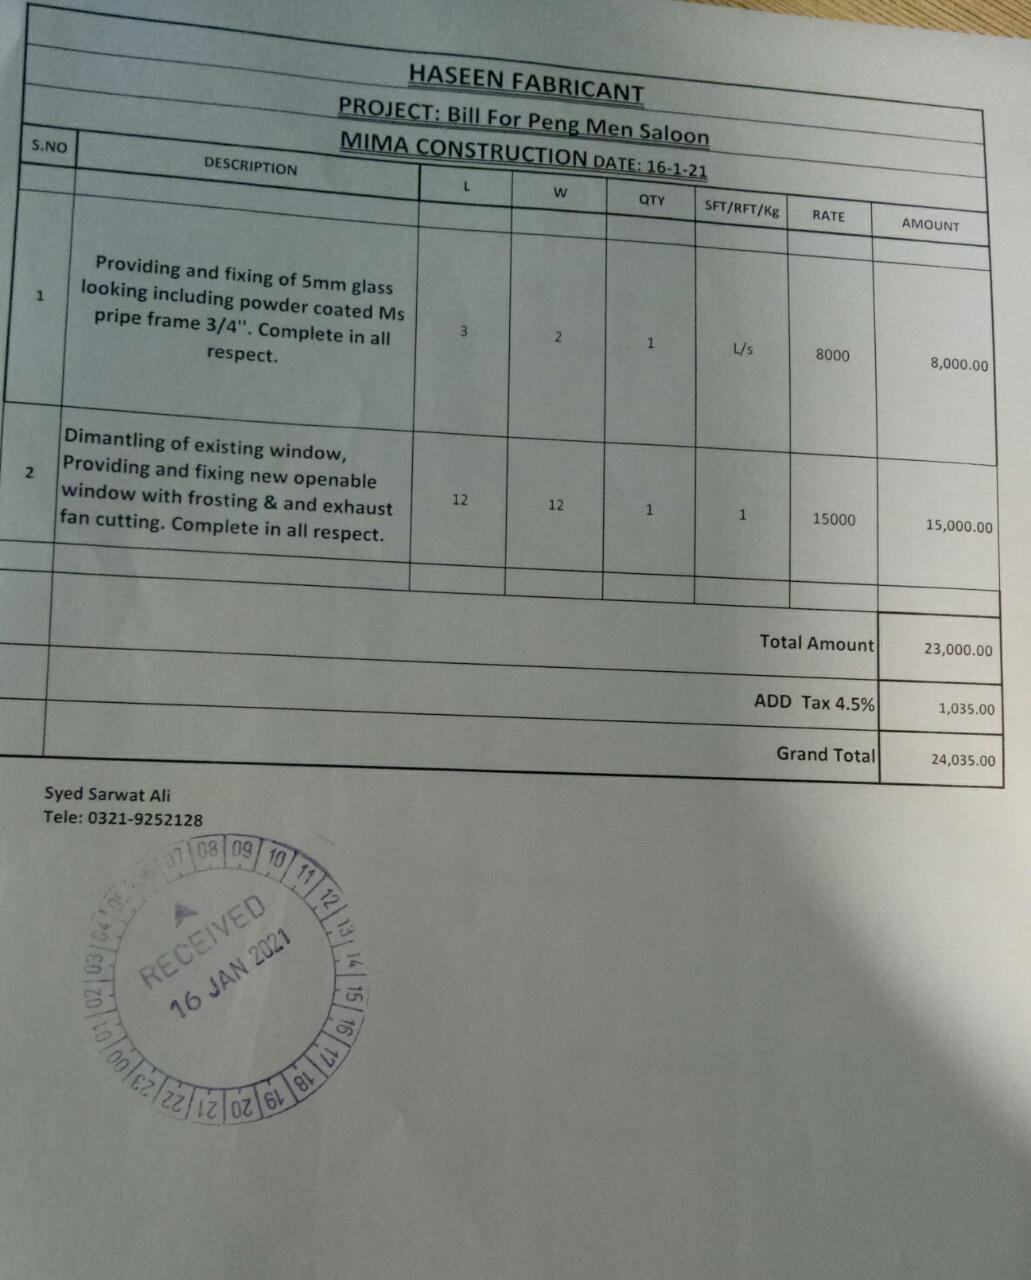 HASEEN FABRICANT
PROJECT: Bill For Peng Men Saloon
MIMA CONSTRUCTION DATE: 16-1-21
S.NO DESCRIPTION L W QTY SFT/RFT/Kg RATE AMOUNT
1 Providing and fixing of 5mm glass
looking including powder coated Ms
pripe frame 3/4". Complete in all
respect. 3 2 1 L/s 8000 8,000.00
2 Dimantling of existing window,
Providing and fixing new openable
window with frosting & and exhaust
fan cutting. Complete in all respect. 12 12 1 1 15000 15,000.00
Total Amount 23,000.00
ADD Tax 4.5% 1,035.00
Grand Total 24,035.00
Syed Sarwat Ali
Tele: 0321-9252128
00 01 02 03 04 05 06 07 08 09 10 11 12 13 14 15 16 17 18 19 20 21 22 23
RECEIVED
16 JAN 2021